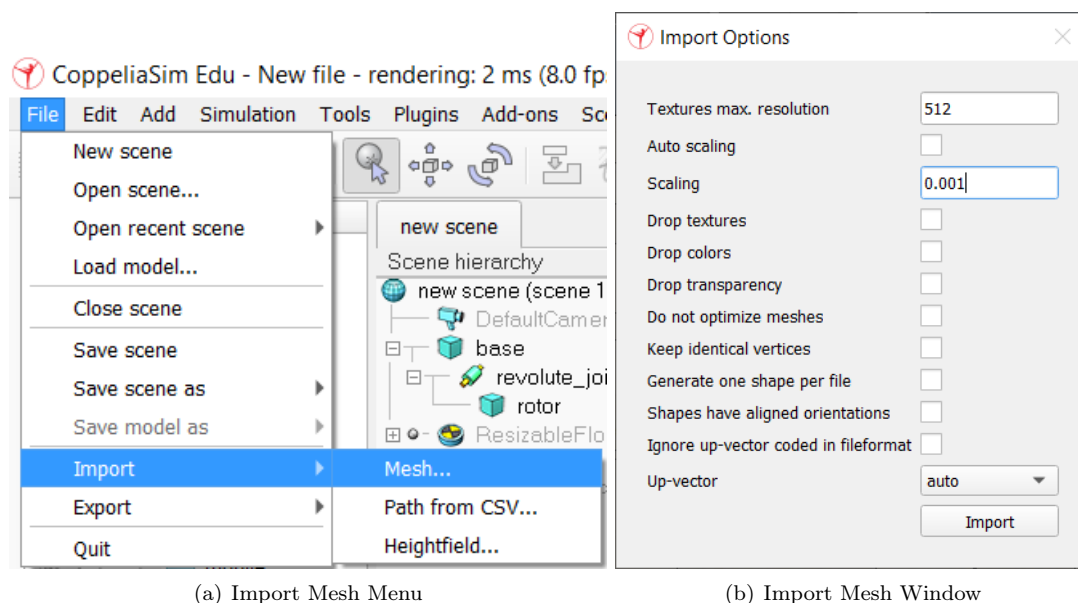 CoppeliaSim Edu - New file - rendering: 2 ms (8.0 fp
File Edit Add Simulation Tools Plugins Add-ons Sc
New scene
Open scene...
Open recent scene
Load model...
Close scene
Save scene
Save scene as
Save model as
Import
Export
Quit
Mesh...
Path from CSV...
Heightfield...
new scene
Scene hierarchy
new scene (scene 1
DefaultCamer
base
revolute_joi
rotor
ResizableFlo
(a) Import Mesh Menu
Import Options
Textures max. resolution 512
Auto scaling
Scaling 0.001
Drop textures
Drop colors
Drop transparency
Do not optimize meshes
Keep identical vertices
Generate one shape per file
Shapes have aligned orientations
Ignore up-vector coded in fileformat
Up-vector auto
Import
(b) Import Mesh Window